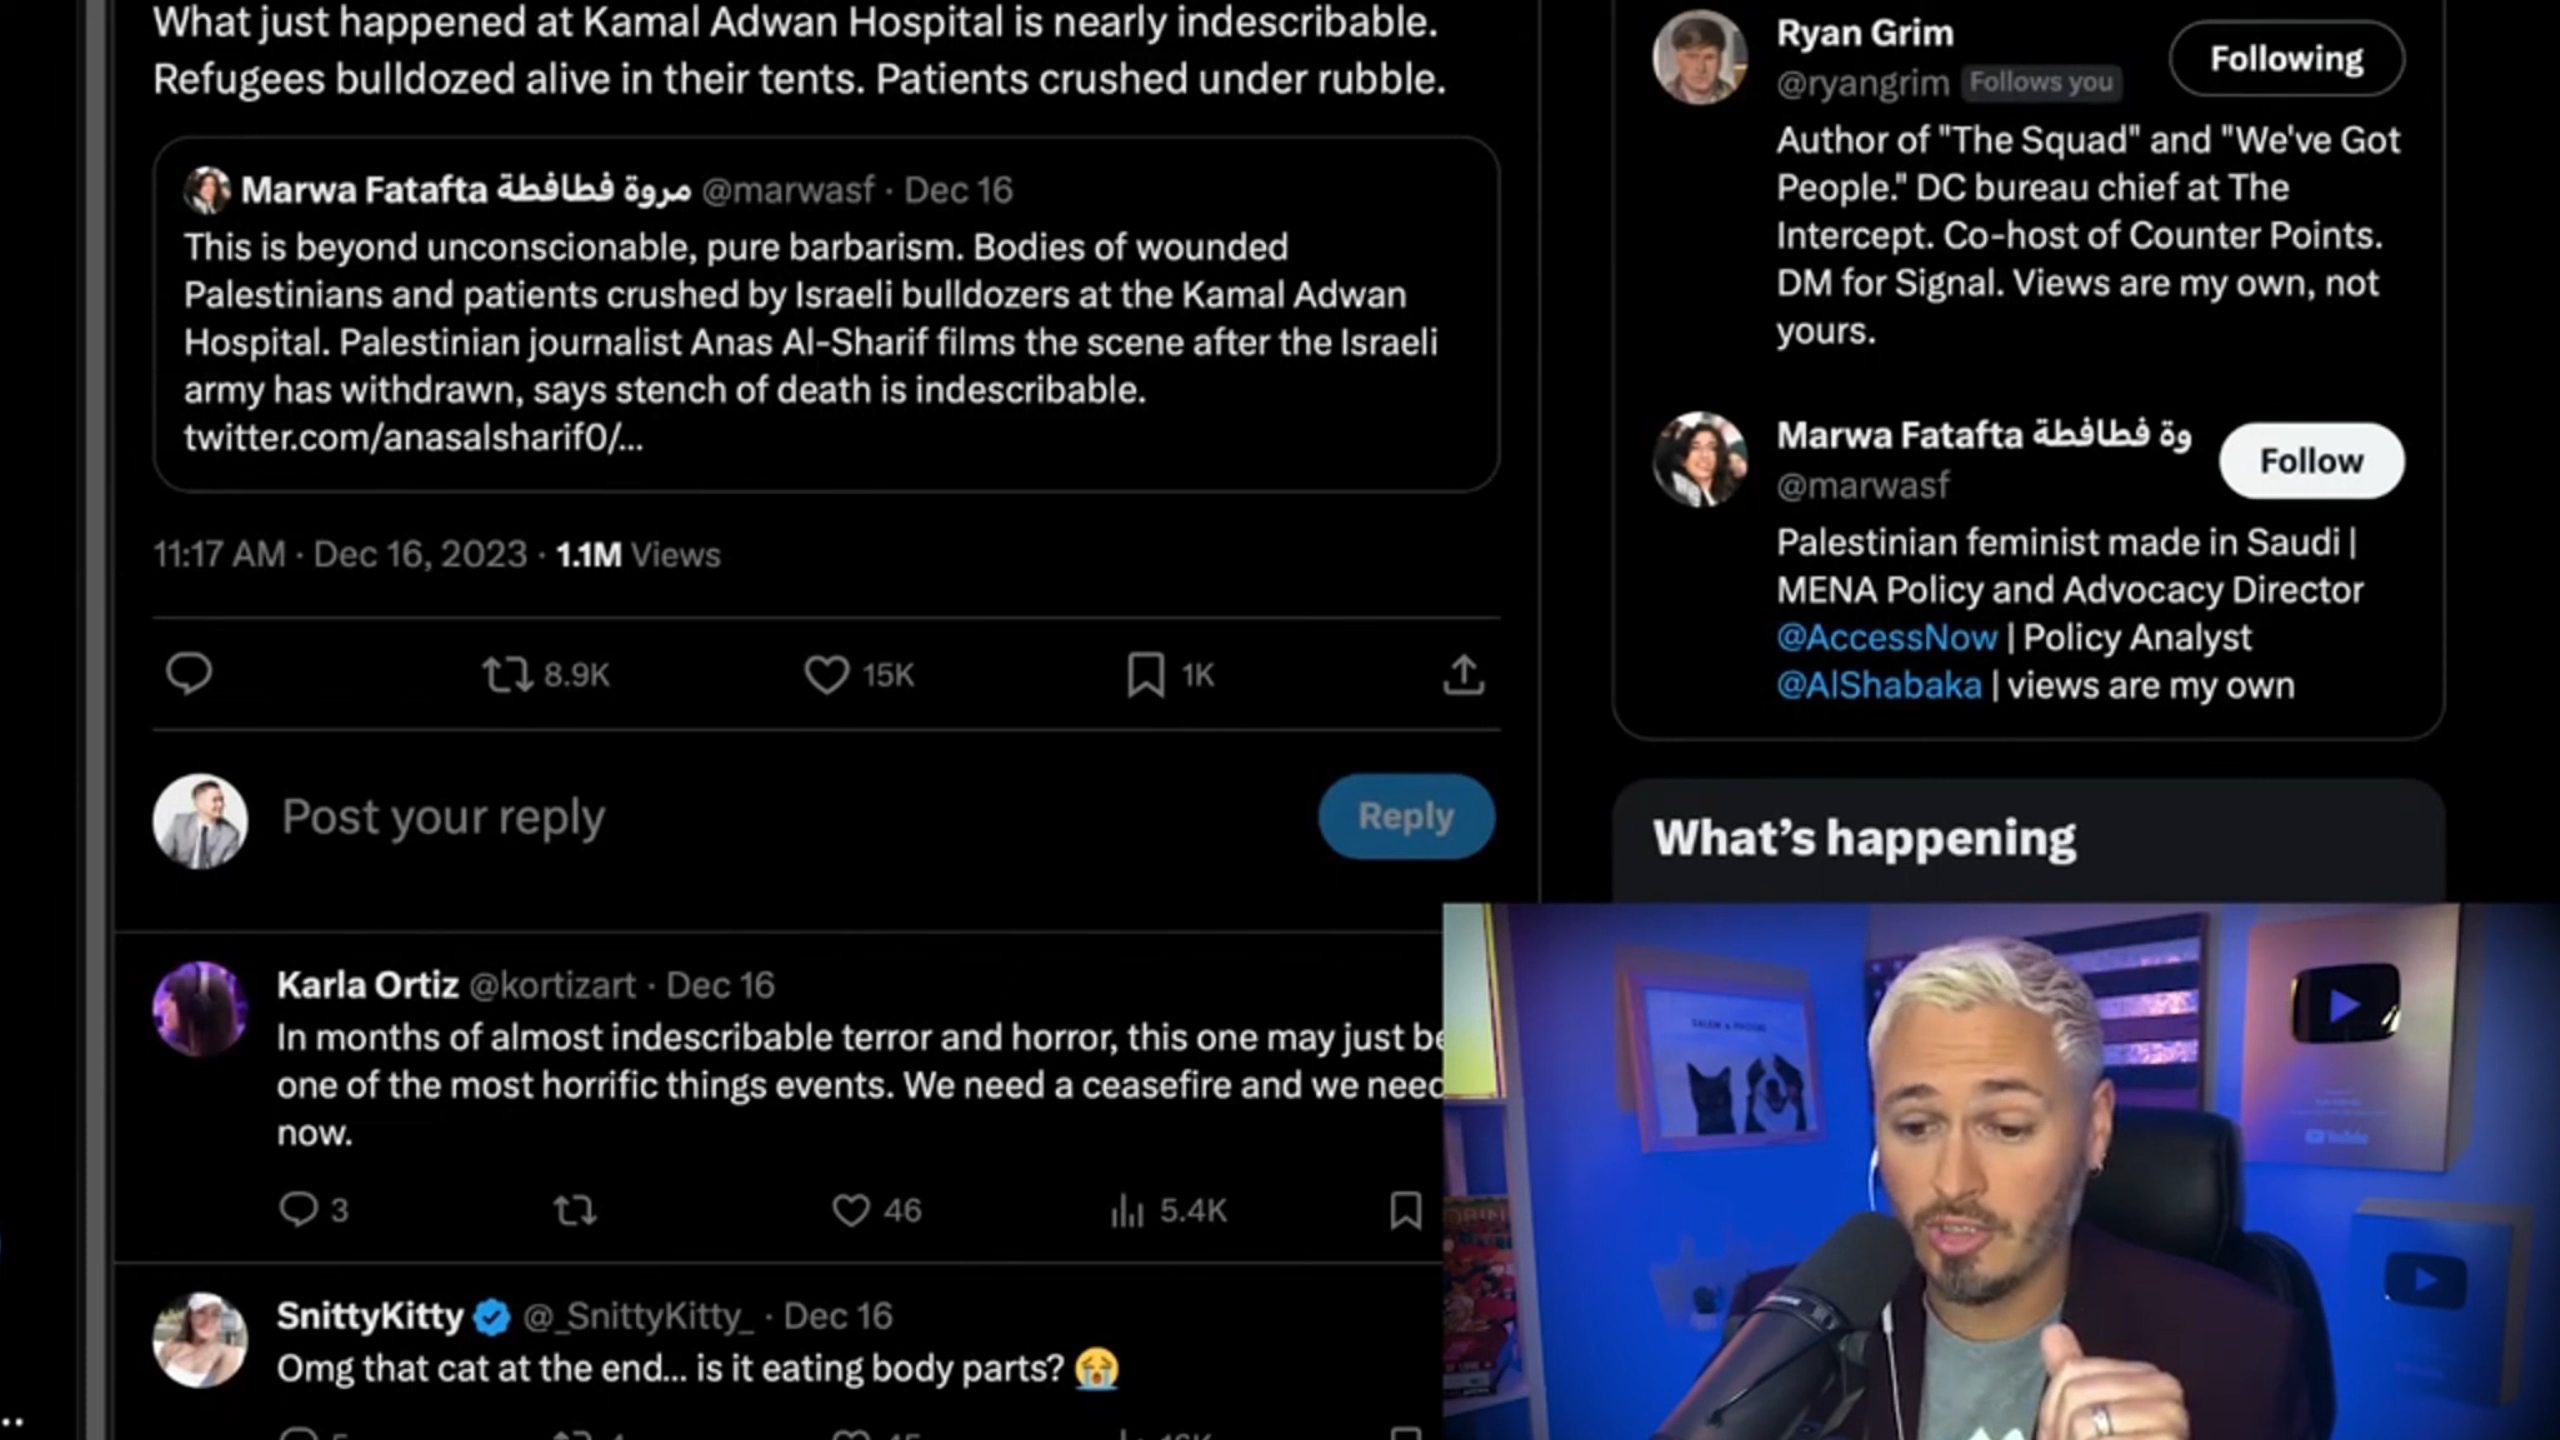 What just happened at Kamal Adwan Hospital is nearly indescribable.
Refugees bulldozed alive in their tents. Patients crushed under rubble.
Marwa Fatafta مروة فطافطة @marwasf · Dec 16
This is beyond unconscionable, pure barbarism. Bodies of wounded
Palestinians and patients crushed by Israeli bulldozers at the Kamal Adwan
Hospital. Palestinian journalist Anas Al-Sharif films the scene after the Israeli
army has withdrawn, says stench of death is indescribable.
twitter.com/anasalsharif0/...
11:17 AM · Dec 16, 2023 · 1.1M Views
8.9K 15K 1K
Post your reply
Reply
Karla Ortiz @kortizart · Dec 16
In months of almost indescribable terror and horror, this one may just be
one of the most horrific things events. We need a ceasefire and we need
now.
3 46 5.4K
SnittyKitty @_SnittyKitty_ · Dec 16
Omg that cat at the end... is it eating body parts? 😭
Ryan Grim
Following
@ryangrim Follows you
Author of "The Squad" and "We've Got
People." DC bureau chief at The
Intercept. Co-host of Counter Points.
DM for Signal. Views are my own, not
yours.
Marwa Fatafta وة فطافطة
Follow
@marwasf
Palestinian feminist made in Saudi |
MENA Policy and Advocacy Director
@AccessNow | Policy Analyst
@AlShabaka | views are my own
What's happening
YouTube